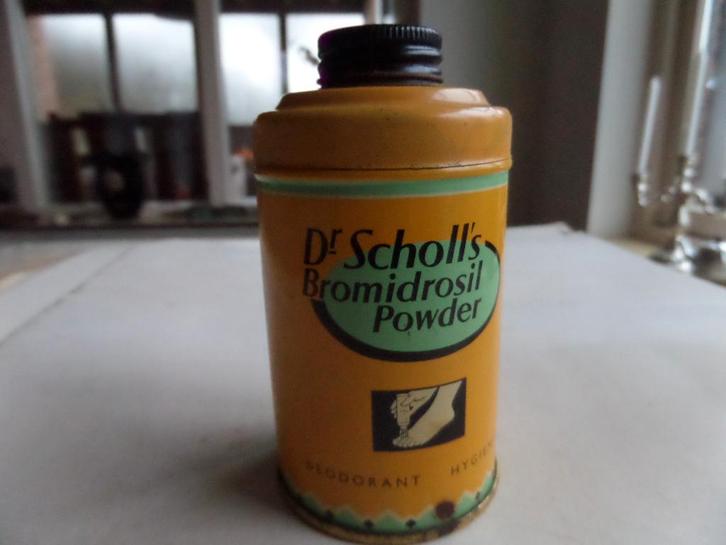 Dr Scholl's
Bromidrosil
Powder
DEODORANT